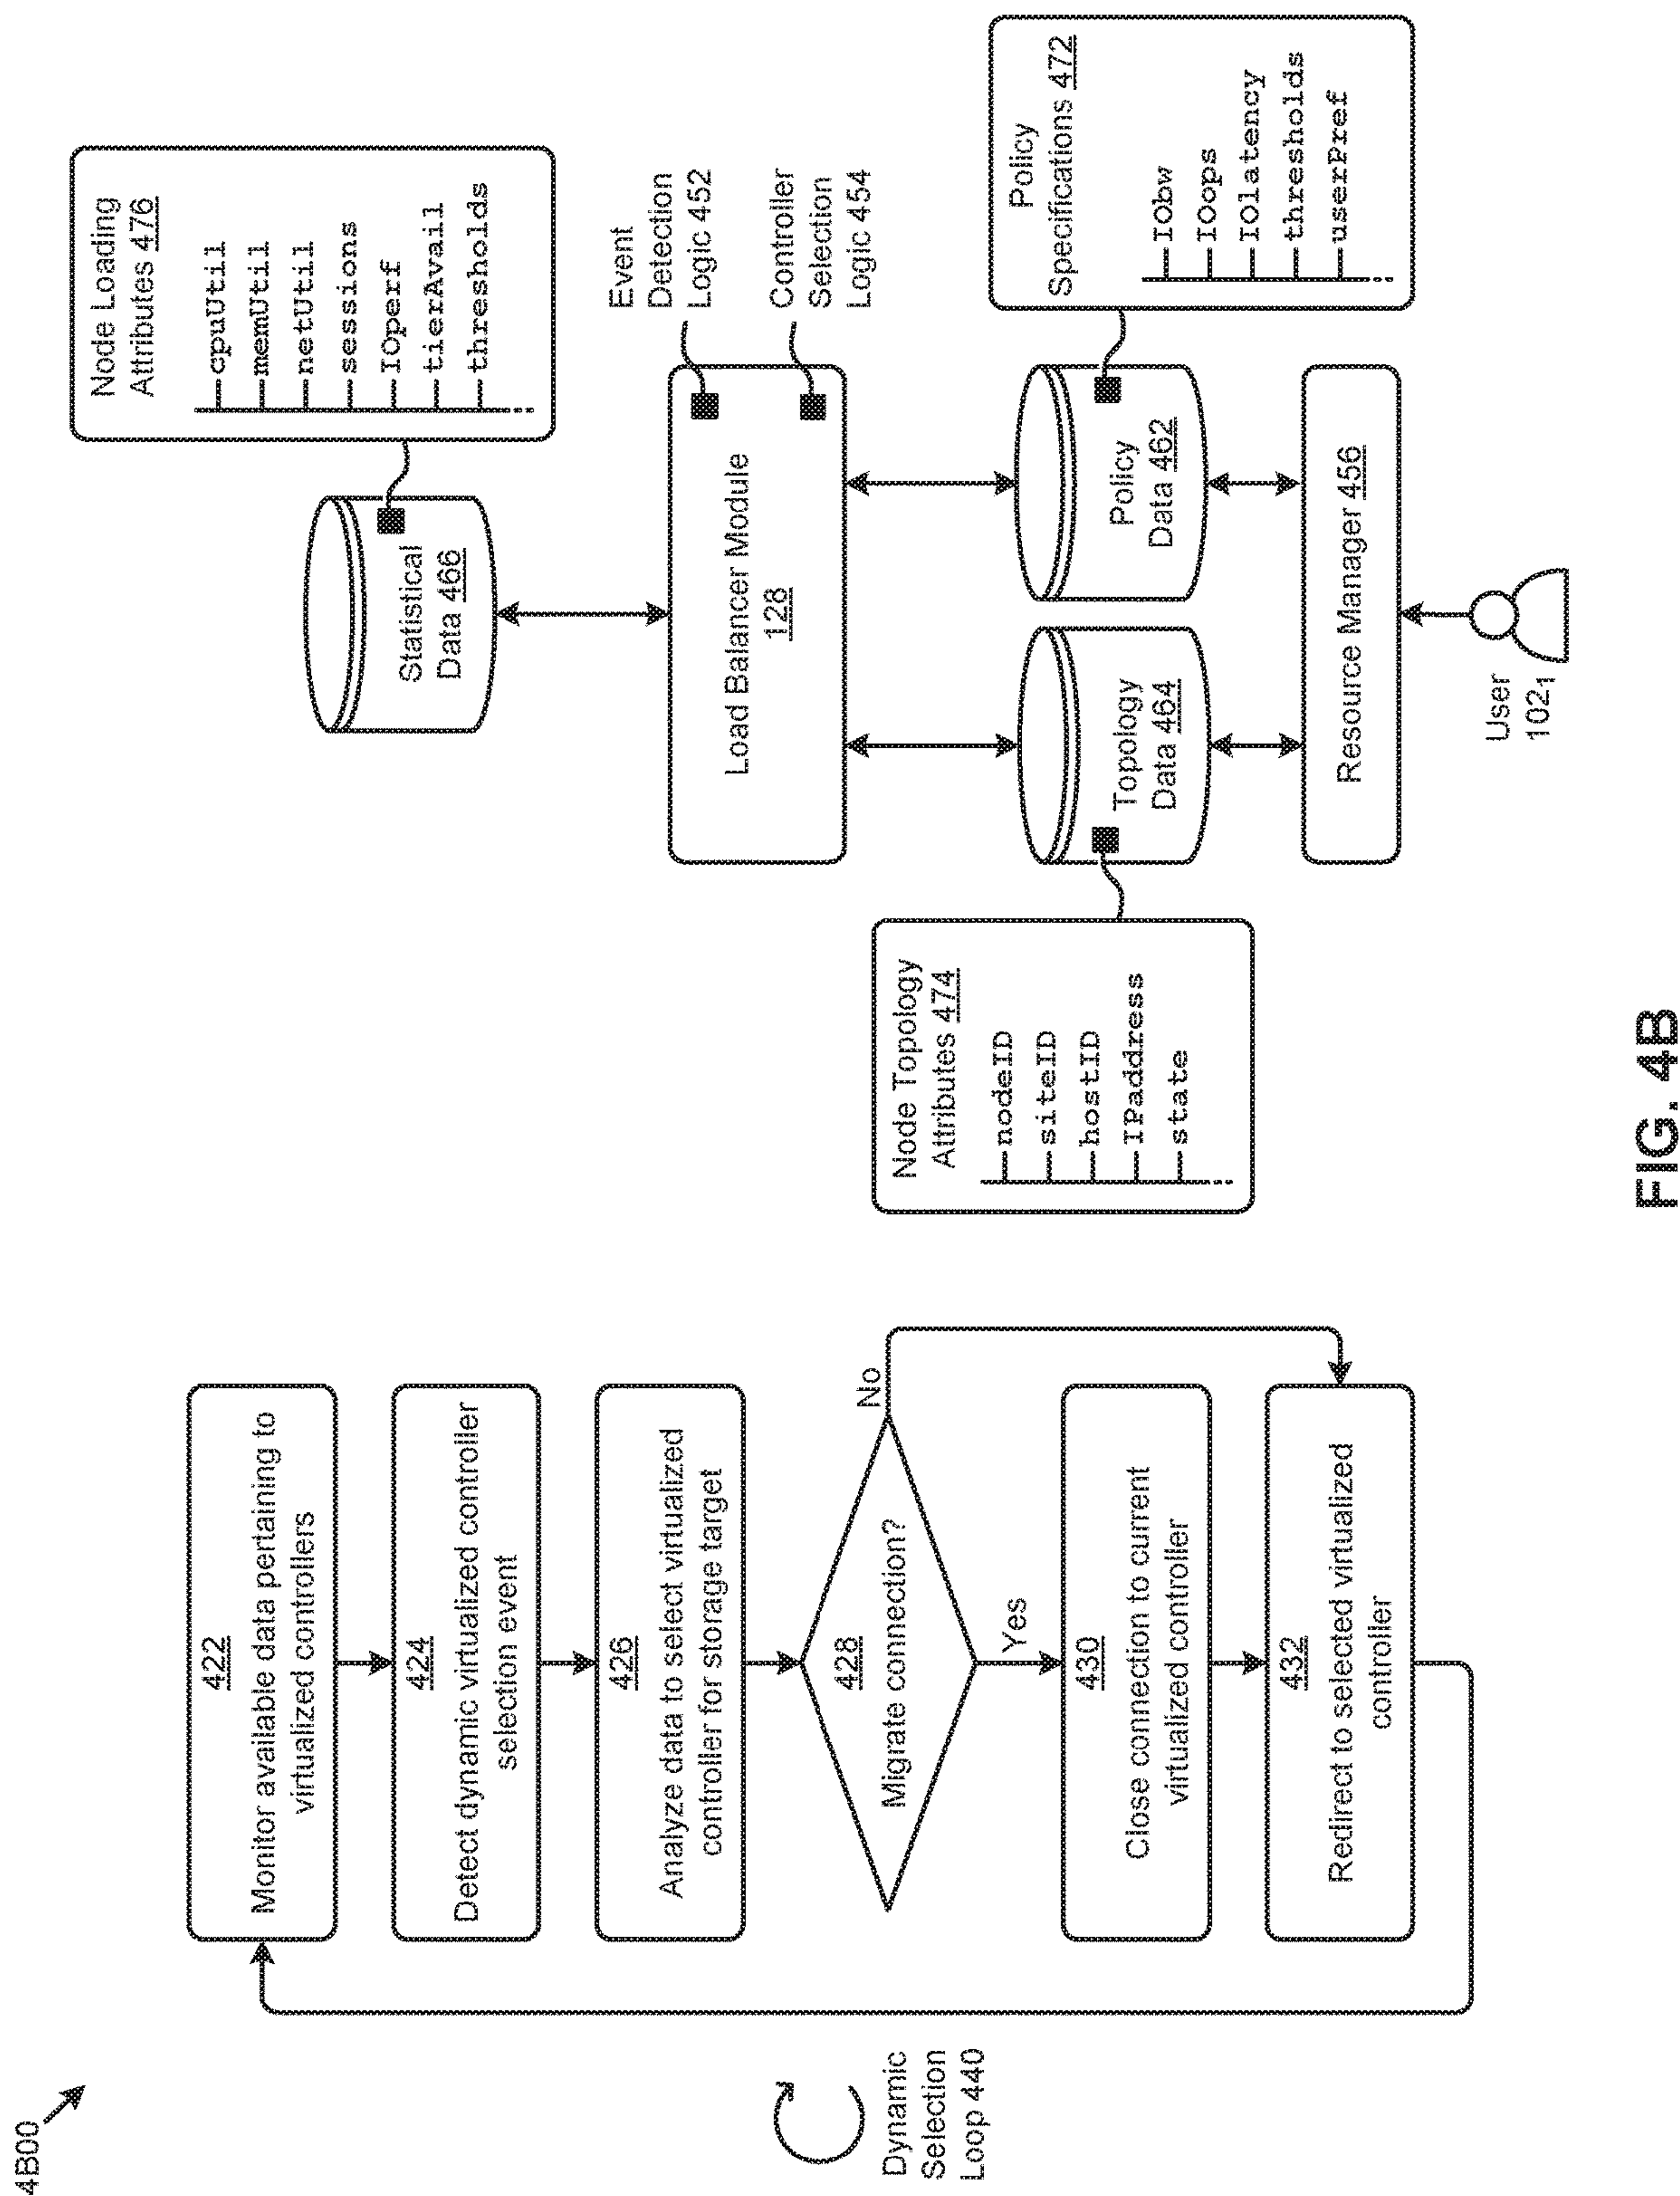 4B00
422
Monitor available data pertaining to
virtualized controllers
424
Detect dynamic virtualized controller
selection event
426
Analyze data to select virtualized
controller for storage target
428
Migrate connection?
No
Yes
430
Close connection to current
virtualized controller
432
Redirect to selected virtualized
controller
Dynamic
Selection
Loop 440
Node Loading
Attributes 476
cpuUtil
memUtil
netUtil
sessions
IOperf
tierAvail
thresholds
Statistical
Data 466
Event
Detection
Logic 452
Controller
Selection
Logic 454
Load Balancer Module
128
Node Topology
Attributes 474
nodeID
siteID
hostID
IPaddress
state
Topology
Data 464
Policy
Data 462
Policy
Specifications 472
IObw
IOops
IOlatency
thresholds
userPref
Resource Manager 456
User
102₁
FIG. 4B